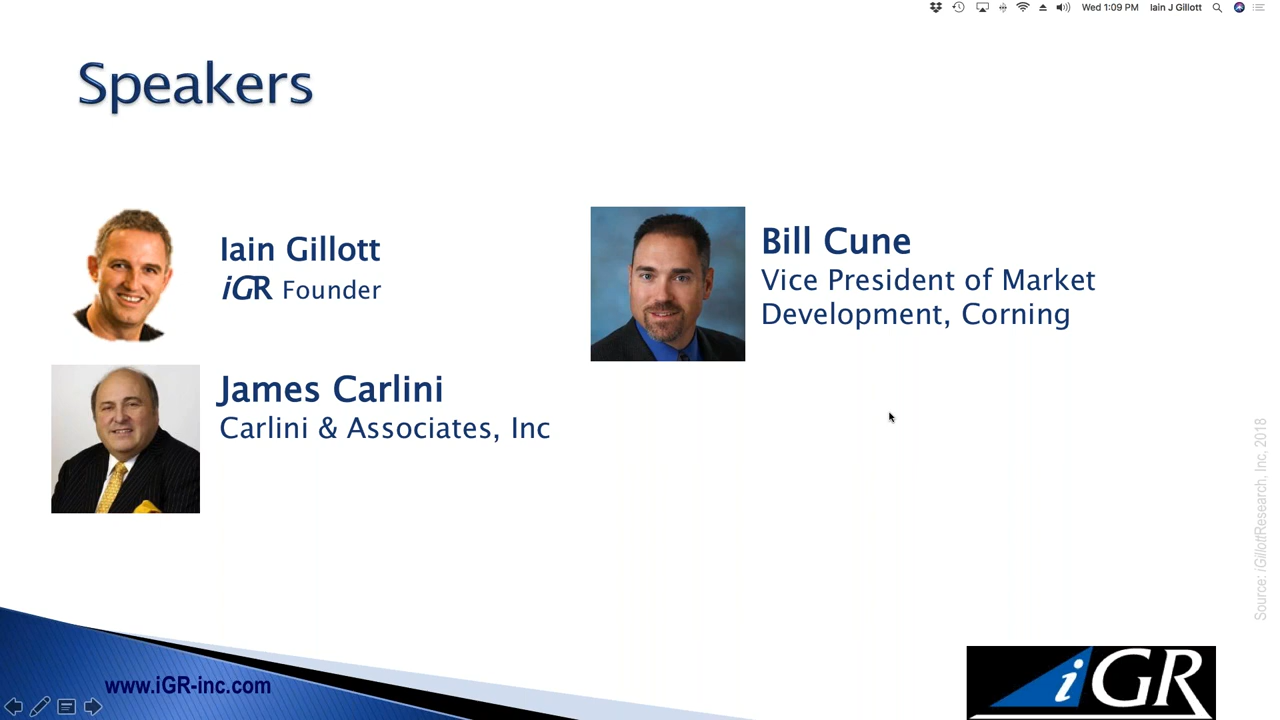 Wed 1:09 PM Iain J Gillott
Speakers
Iain Gillott
iGR Founder
James Carlini
Carlini & Associates, Inc
Bill Cune
Vice President of Market
Development, Corning
Source: iGillottResearch, Inc, 2018
www.iGR-inc.com
iGR